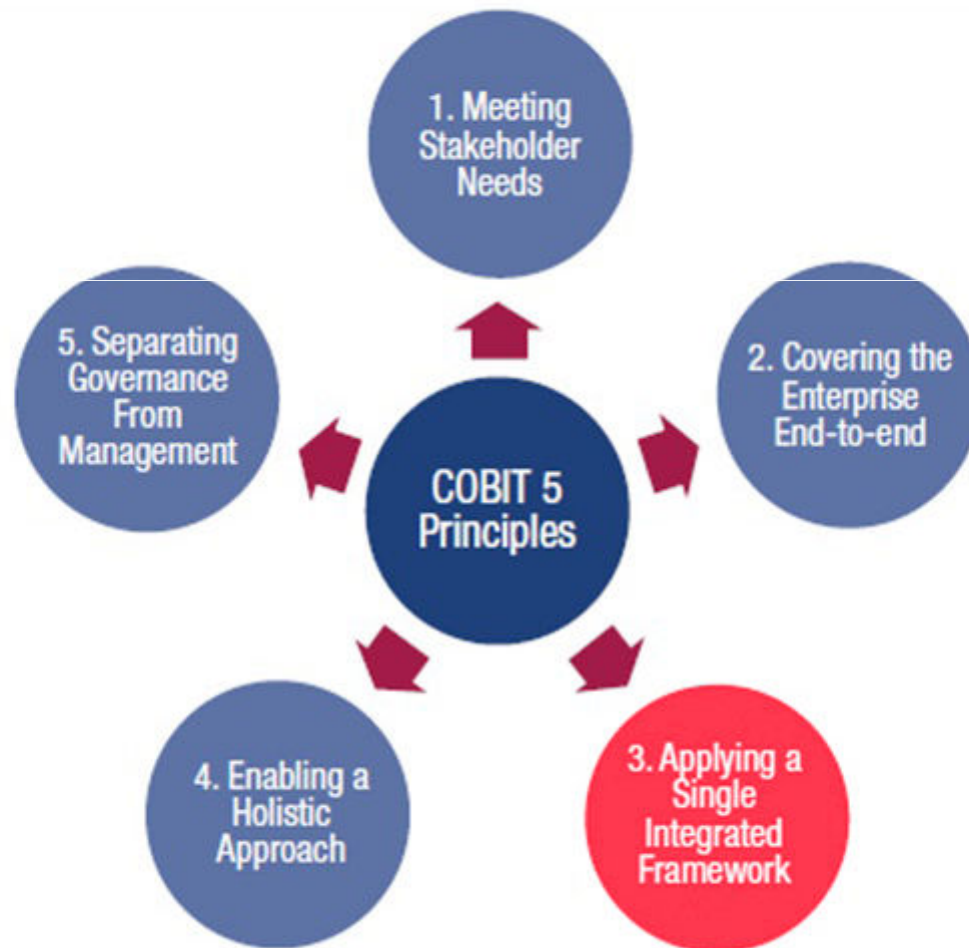 1. Meeting
Stakeholder
Needs
5. Separating
Governance
From
Management
2. Covering the
Enterprise
End-to-end
COBIT 5
Principles
4. Enabling a
Holistic
Approach
3. Applying a
Single
Integrated
Framework